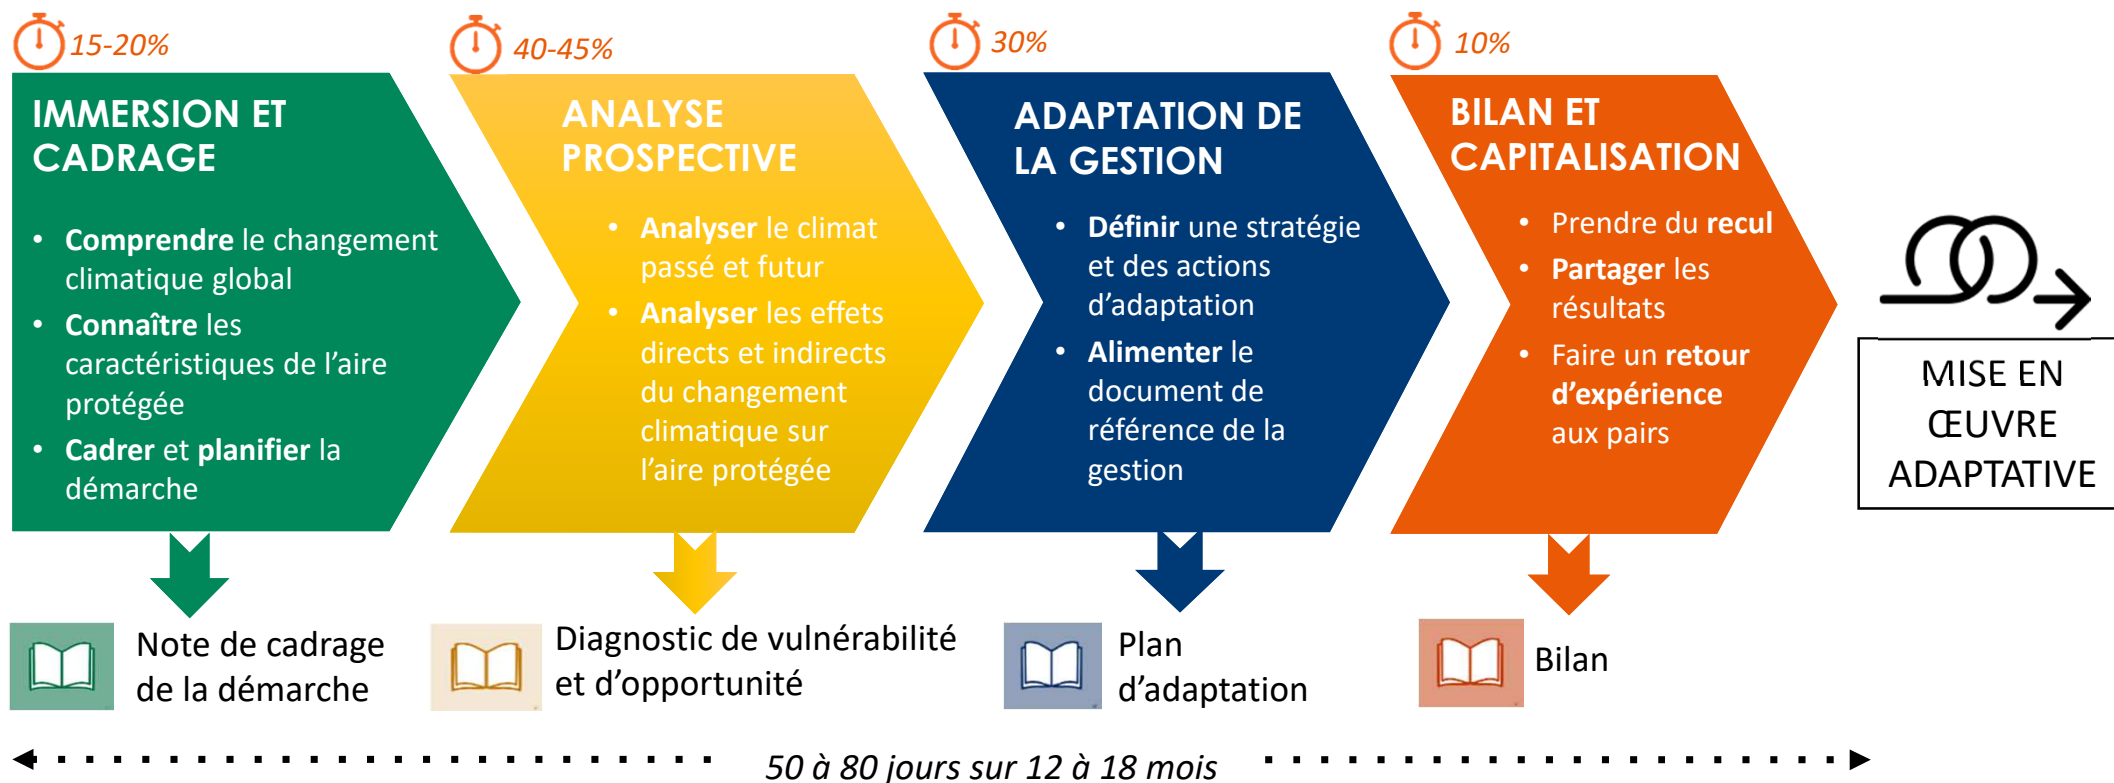 15-20%
IMMERSION ET
CADRAGE
• Comprendre le changement
climatique global
• Connaître les
caractéristiques de l’aire
protégée
• Cadrer et planifier la
démarche
Note de cadrage
de la démarche
40-45%
ANALYSE
PROSPECTIVE
• Analyser le climat
passé et futur
• Analyser les effets
directs et indirects
du changement
climatique sur
l’aire protégée
Diagnostic de vulnérabilité
et d’opportunité
30%
ADAPTATION DE
LA GESTION
• Définir une stratégie
et des actions
d’adaptation
• Alimenter le
document de
référence de la
gestion
Plan
d’adaptation
10%
BILAN ET
CAPITALISATION
• Prendre du recul
• Partager les
résultats
• Faire un retour
d’expérience
aux pairs
Bilan
MISE EN
ŒUVRE
ADAPTATIVE
50 à 80 jours sur 12 à 18 mois